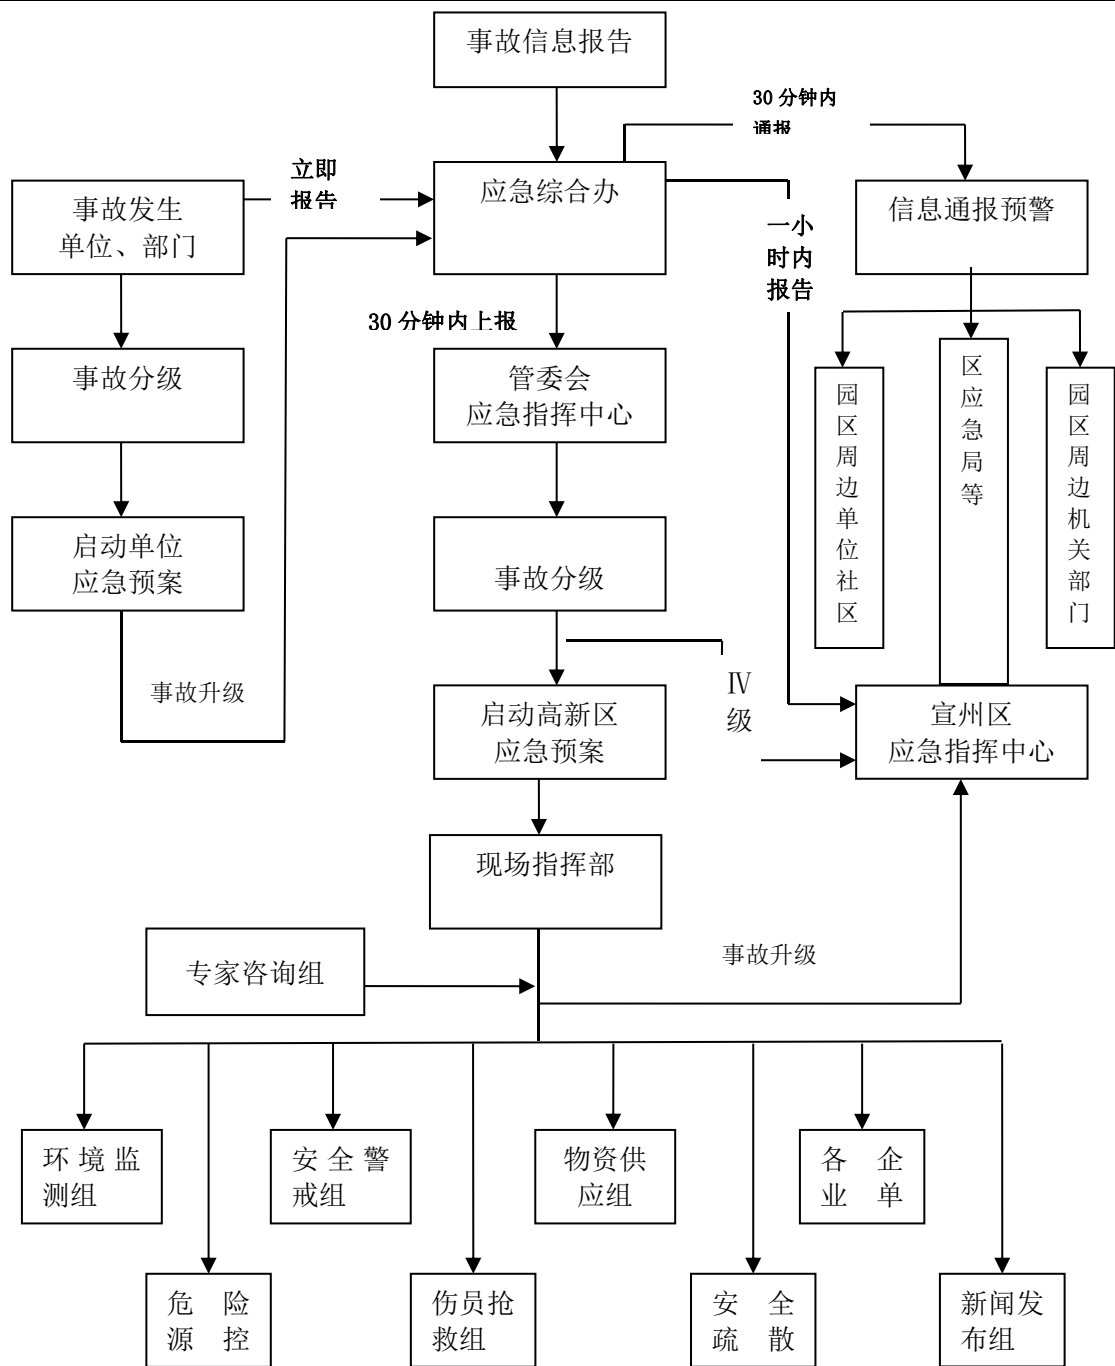 事故信息报告
30 分钟内
通报
立即
报告
应急综合办
事故发生
单位、部门
信息通报预警
一小
时内
报告
30 分钟内上报
事故分级
管委会
应急指挥中心
园区周边单位社区
区应急局等
园区周边机关部门
启动单位
应急预案
事故分级
事故升级
启动高新区
应急预案
Ⅳ
级
宣州区
应急指挥中心
现场指挥部
专家咨询组
事故升级
环境监
测组
安全警
戒组
物资供
应组
各企
业单
危险
源控
伤员抢
救组
安全
疏散
新闻发
布组